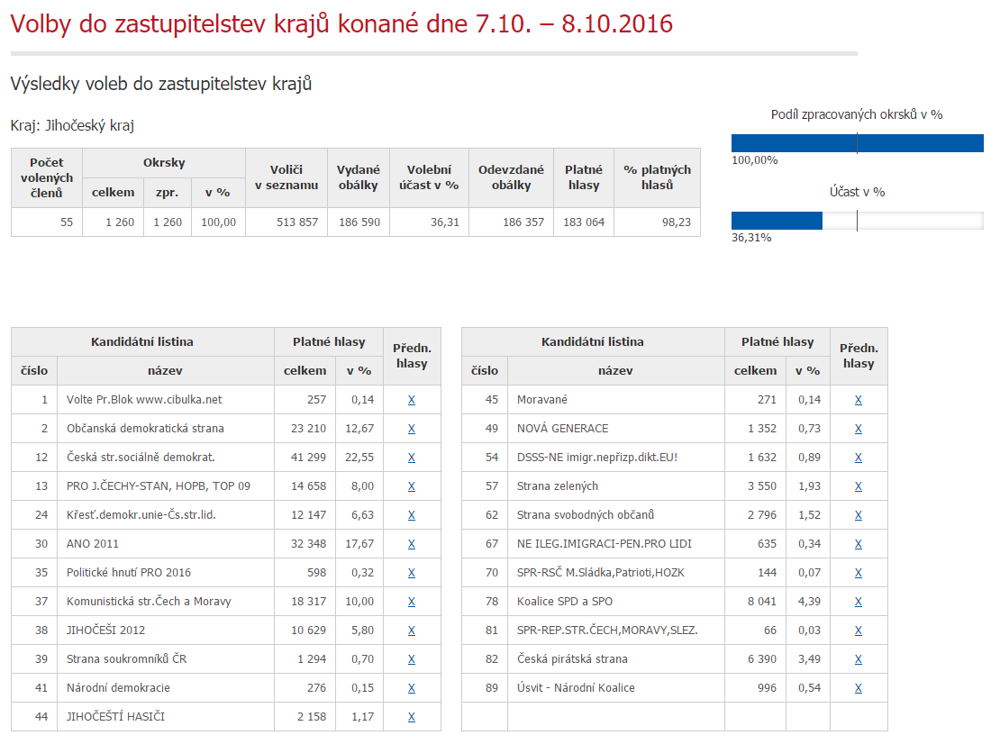 Volby do zastupitelstev krajů konané dne 7.10. – 8.10.2016
Výsledky voleb do zastupitelstev krajů
Kraj: Jihočeský kraj
Podíl zpracovaných okrsků v %
100,00%
Účast v %
36,31%
Počet volených členů Okrsky Voliči v seznamu Vydané obálky Volební účast v % Odevzdané obálky Platné hlasy % platných hlasů
celkem zpr. v %
55 1 260 1 260 100,00 513 857 186 590 36,31 186 357 183 064 98,23
Kandidátní listina Platné hlasy Předn. hlasy
číslo název celkem v %
1 Volte Pr.Blok www.cibulka.net 257 0,14 X
2 Občanská demokratická strana 23 210 12,67 X
12 Česká str.sociálně demokrat. 41 299 22,55 X
13 PRO J.ČECHY-STAN, HOPB, TOP 09 14 658 8,00 X
24 Křesť.demokr.unie-Čs.str.lid. 12 147 6,63 X
30 ANO 2011 32 348 17,67 X
35 Politické hnutí PRO 2016 598 0,32 X
37 Komunistická str.Čech a Moravy 18 317 10,00 X
38 JIHOČEŠI 2012 10 629 5,80 X
39 Strana soukromníků ČR 1 294 0,70 X
41 Národní demokracie 276 0,15 X
44 JIHOČEŠTÍ HASIČI 2 158 1,17 X
Kandidátní listina Platné hlasy Předn. hlasy
číslo název celkem v %
45 Moravané 271 0,14 X
49 NOVÁ GENERACE 1 352 0,73 X
54 DSSS-NE imigr.nepřizp.dikt.EU! 1 632 0,89 X
57 Strana zelených 3 550 1,93 X
62 Strana svobodných občanů 2 796 1,52 X
67 NE ILEG.IMIGRACI-PEN.PRO LIDI 635 0,34 X
70 SPR-RSČ M.Sládka,Patrioti,HOZK 144 0,07 X
78 Koalice SPD a SPO 8 041 4,39 X
81 SPR-REP.STR.ČECH,MORAVY,SLEZ. 66 0,03 X
82 Česká pirátská strana 6 390 3,49 X
89 Úsvit - Národní Koalice 996 0,54 X